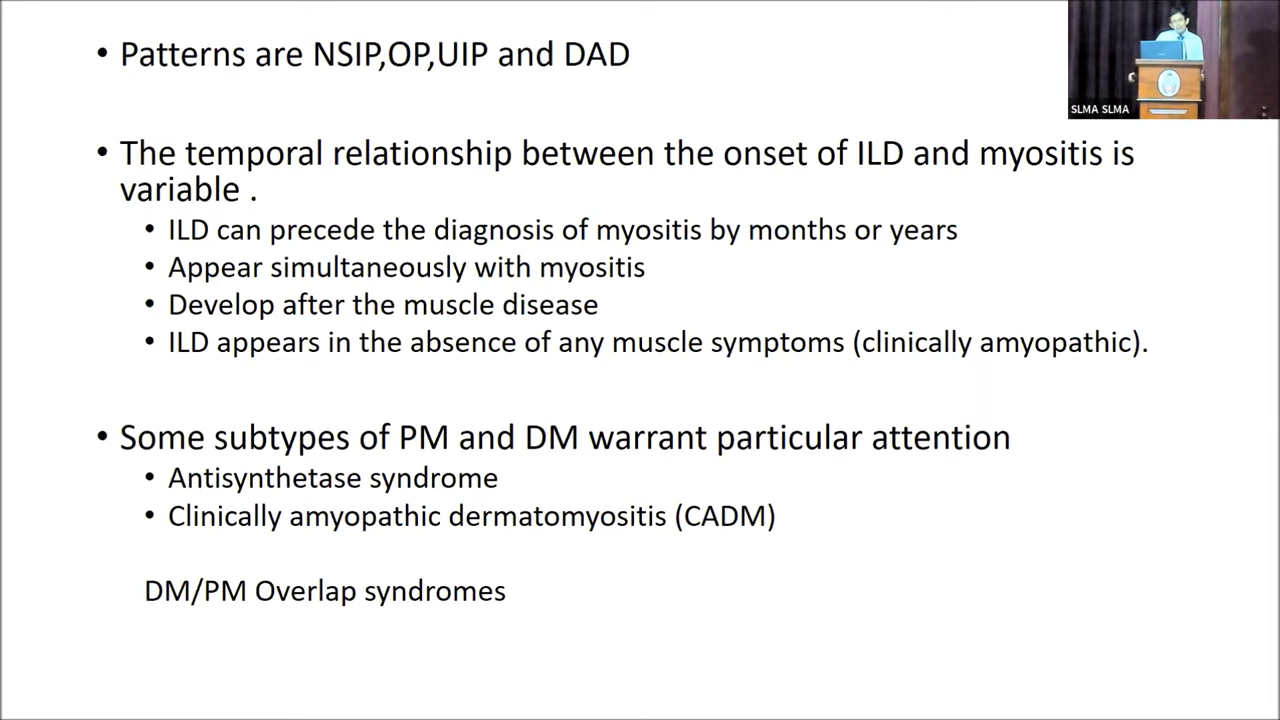 • Patterns are NSIP,OP,UIP and DAD
SLMA SLMA
• The temporal relationship between the onset of ILD and myositis is
variable .
• ILD can precede the diagnosis of myositis by months or years
• Appear simultaneously with myositis
• Develop after the muscle disease
• ILD appears in the absence of any muscle symptoms (clinically amyopathic).
• Some subtypes of PM and DM warrant particular attention
• Antisynthetase syndrome
• Clinically amyopathic dermatomyositis (CADM)
DM/PM Overlap syndromes